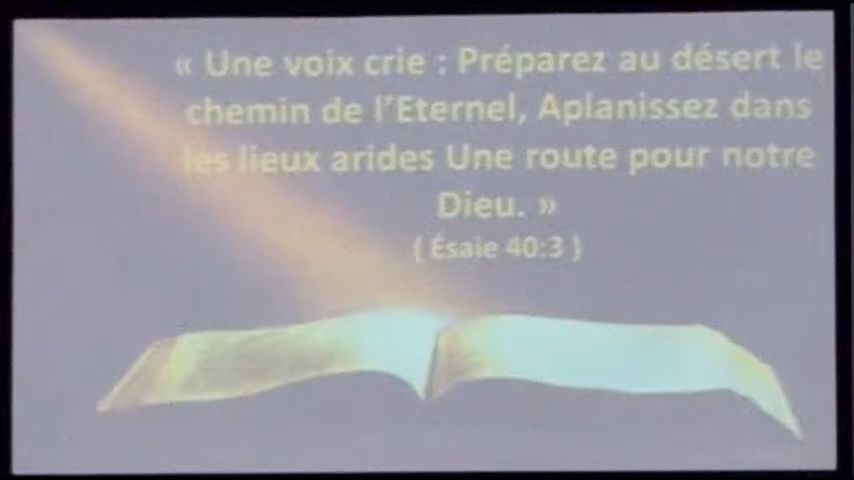 « Une voix crie : Préparez au désert le
chemin de l'Eternel, Aplanissez dans
les lieux arides Une route pour notre
Dieu. »
( Ésaie 40:3 )